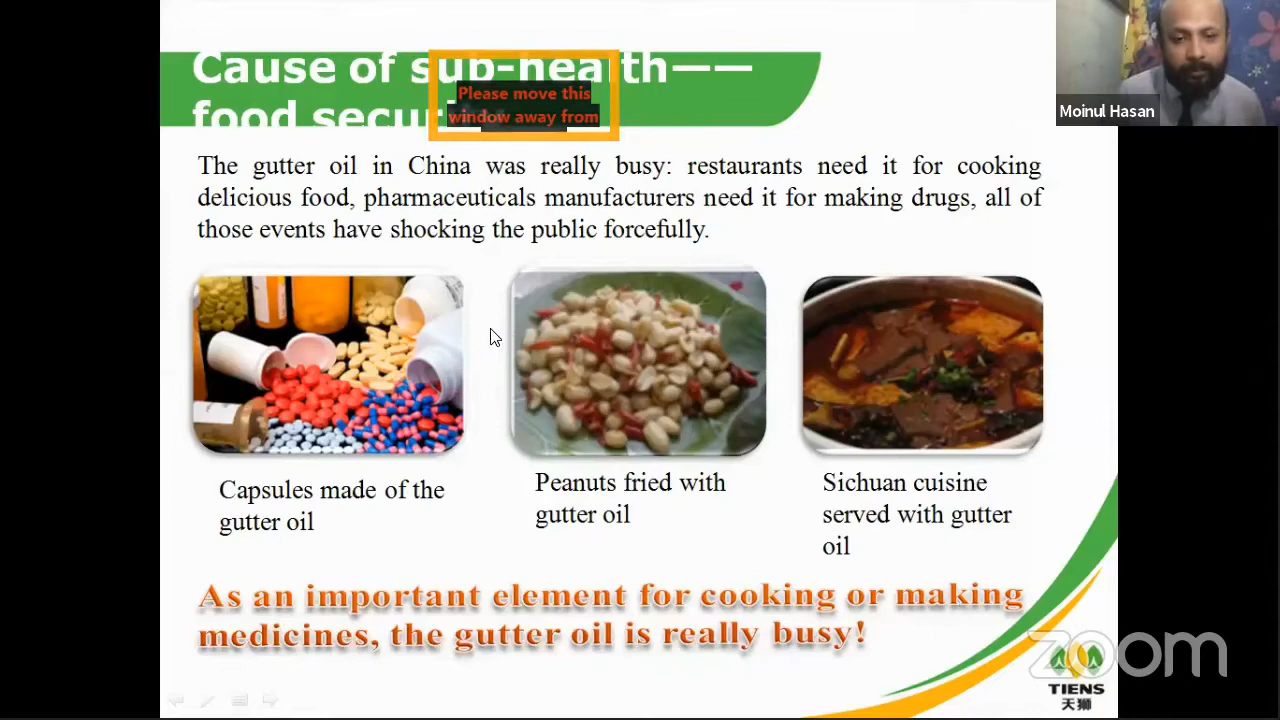 Cause of sub-health——
food secur
Please move this
window away from
Moinul Hasan
The gutter oil in China was really busy: restaurants need it for cooking
delicious food, pharmaceuticals manufacturers need it for making drugs, all of
those events have shocking the public forcefully.
Capsules made of the
gutter oil
Peanuts fried with
gutter oil
Sichuan cuisine
served with gutter
oil
As an important element for cooking or making
medicines, the gutter oil is really busy!
zoom
TIENS
天狮